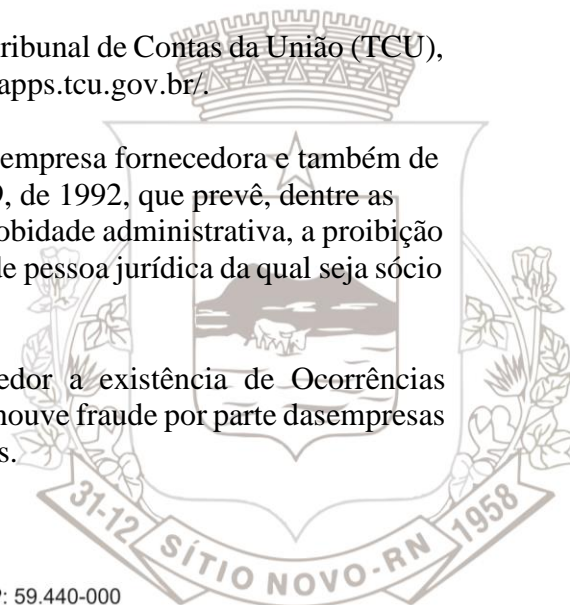 ribunal de Contas da União (TCU),
apps.tcu.gov.br/.
empresa fornecedora e também de
, de 1992, que prevê, dentre as
obidade administrativa, a proibição
de pessoa jurídica da qual seja sócio
edor a existência de Ocorrências
houve fraude por parte dasempresas
s.
31-12 SÍTIO NOVO-RN 1958
: 59.440-000